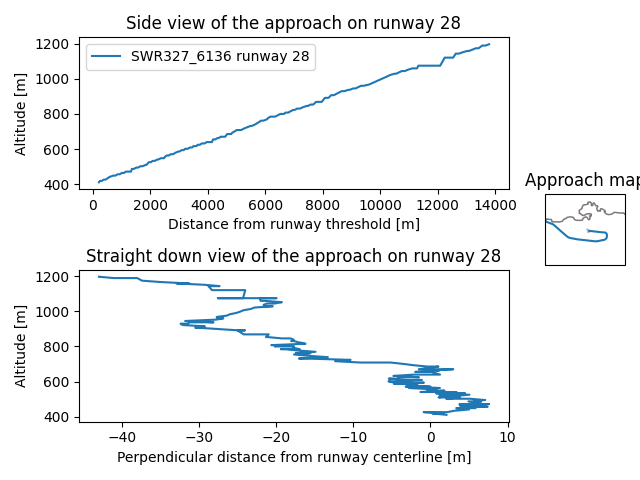 Side view of the approach on runway 28
1200
1000
800
600
400
Altitude [m]
SWR327_6136 runway 28
0 2000 4000 6000 8000 10000 12000 14000
Distance from runway threshold [m]
Approach map
Straight down view of the approach on runway 28
1200
1000
800
600
400
Altitude [m]
−40 −30 −20 −10 0 10
Perpendicular distance from runway centerline [m]